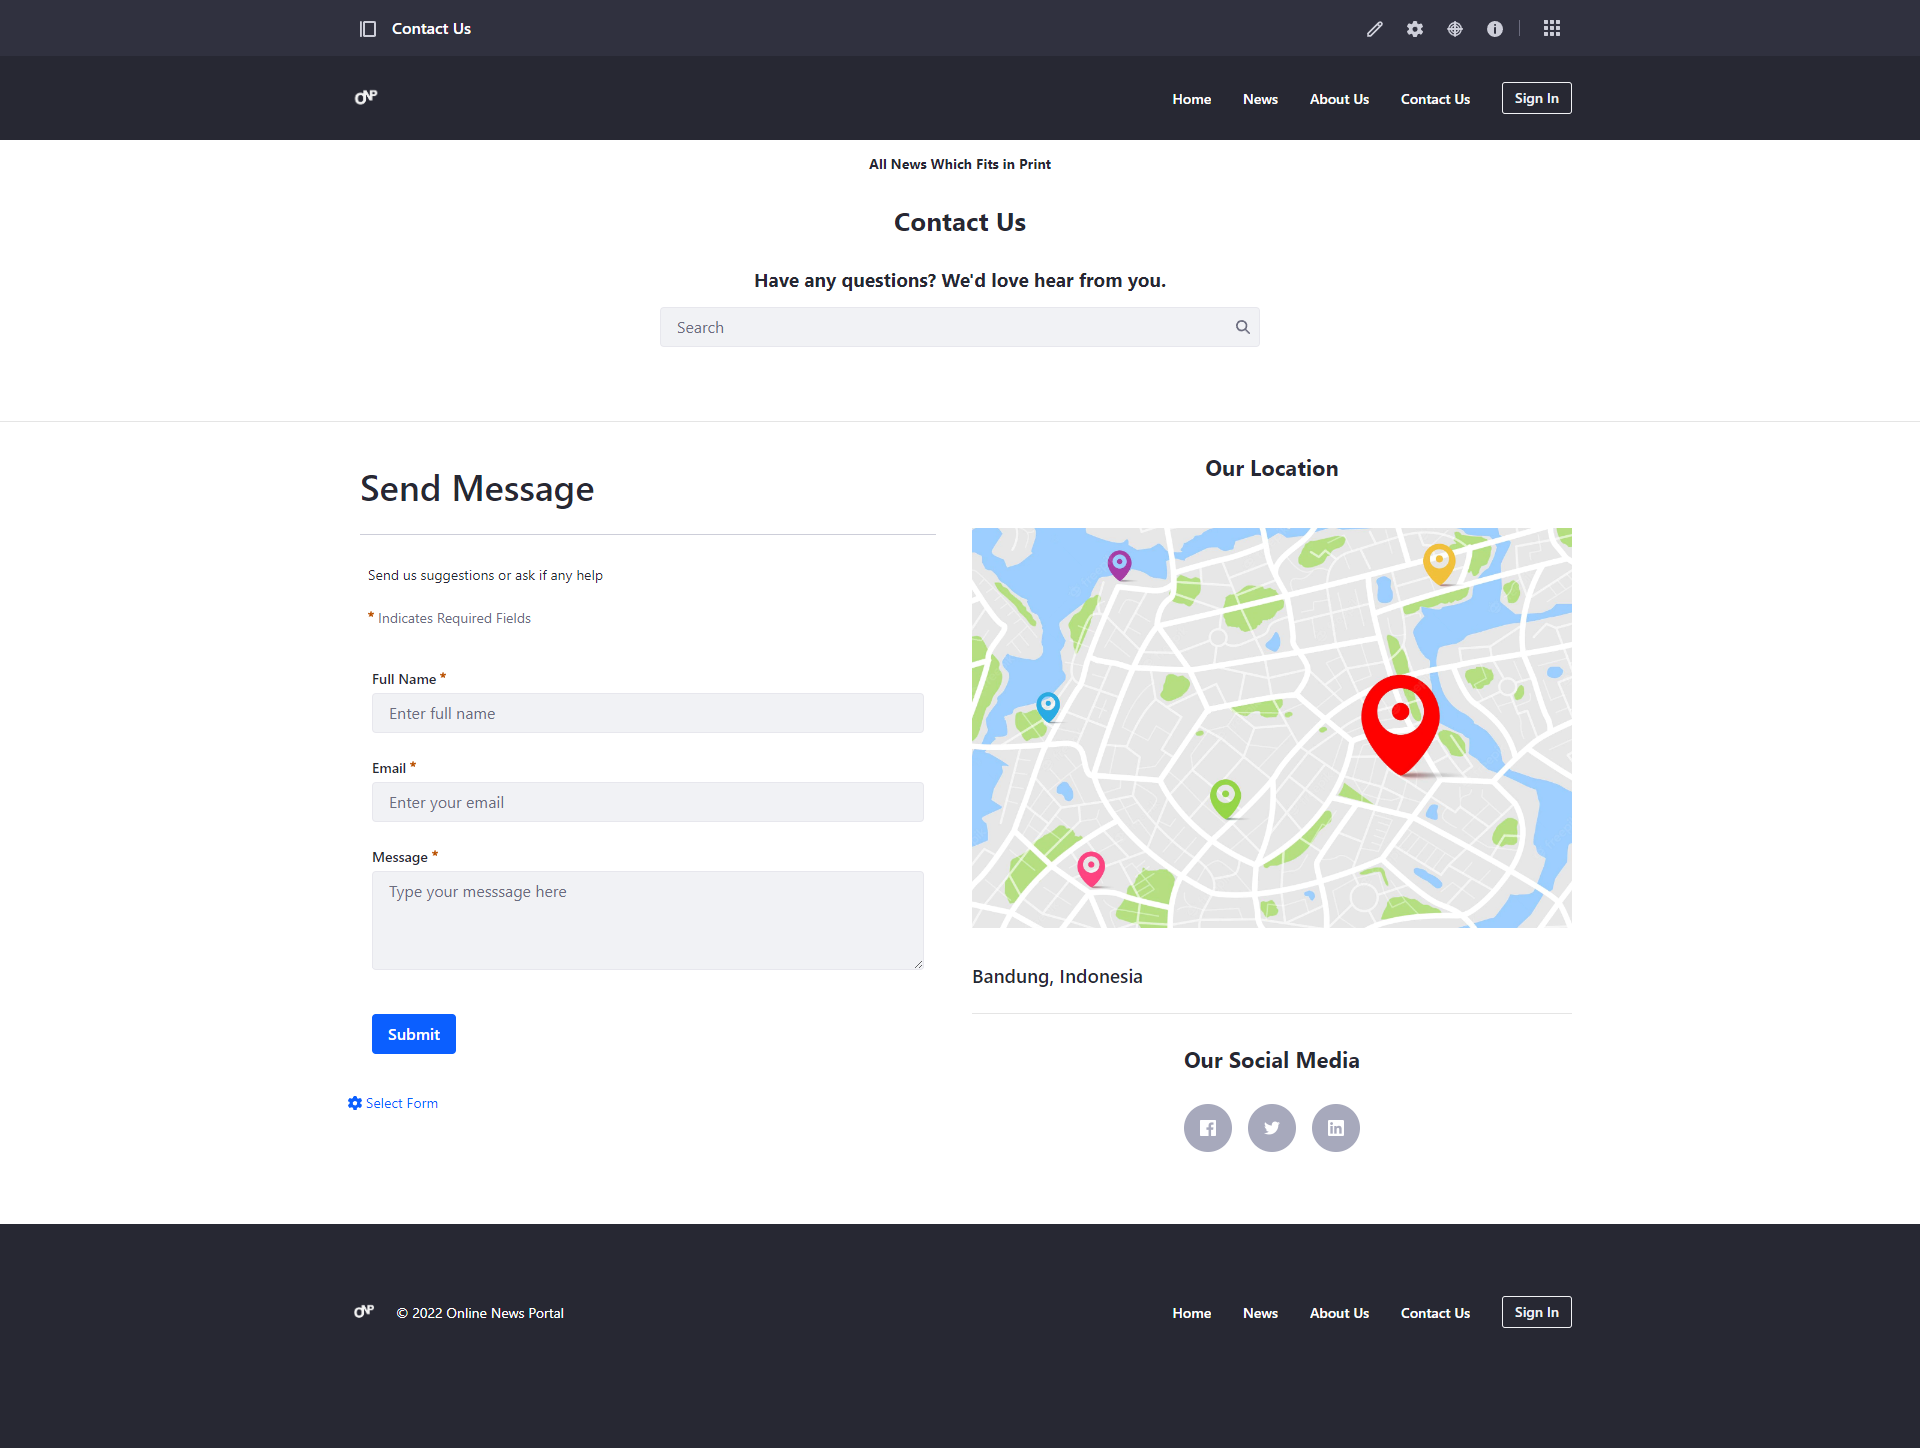 Contact Us
ONP
Home News About Us Contact Us Sign In
All News Which Fits in Print
Contact Us
Have any questions? We'd love hear from you.
Search
Send Message
Send us suggestions or ask if any help
* Indicates Required Fields
Full Name *
Enter full name
Email *
Enter your email
Message *
Type your messsage here
Submit
Select Form
Our Location
Bandung, Indonesia
Our Social Media
ONP © 2022 Online News Portal
Home News About Us Contact Us Sign In